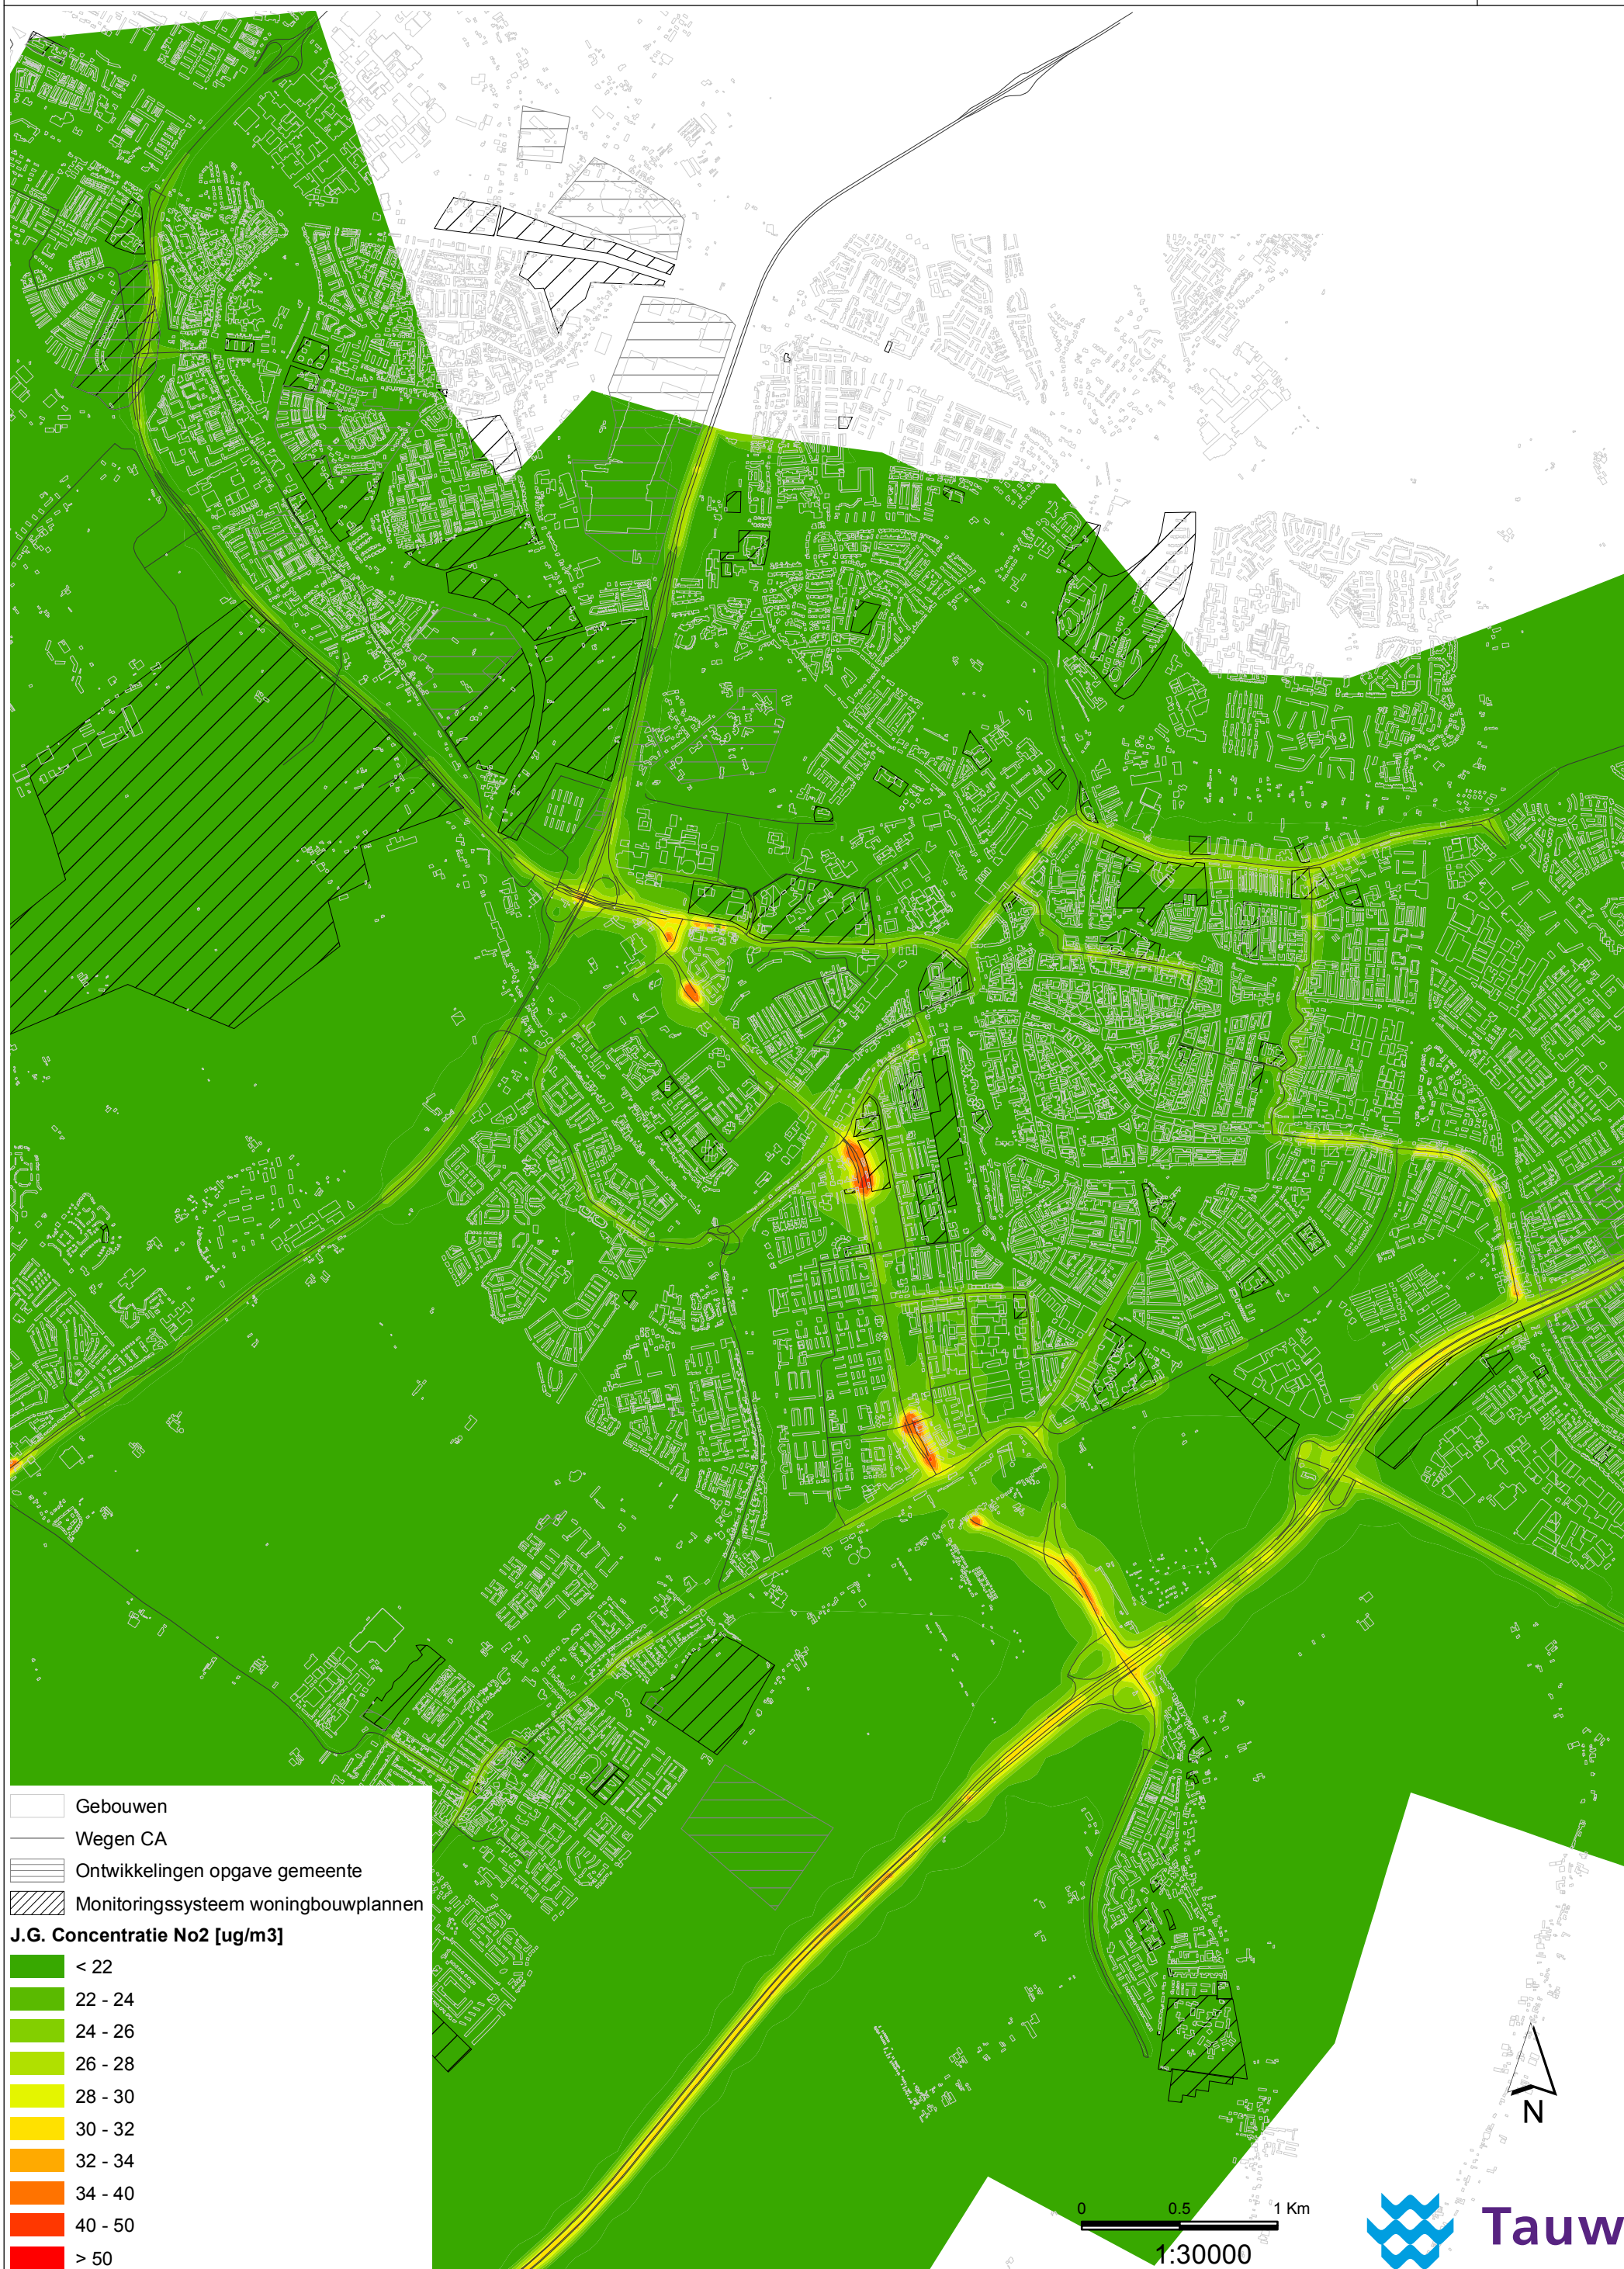 Gebouwen
Wegen CA
Ontwikkelingen opgave gemeente
Monitoringssysteem woningbouwplannen
J.G. Concentratie No2 [ug/m3]
< 22
22 - 24
24 - 26
26 - 28
28 - 30
30 - 32
32 - 34
34 - 40
40 - 50
> 50
N
0 0.5 1 Km
1:30000
Tauw